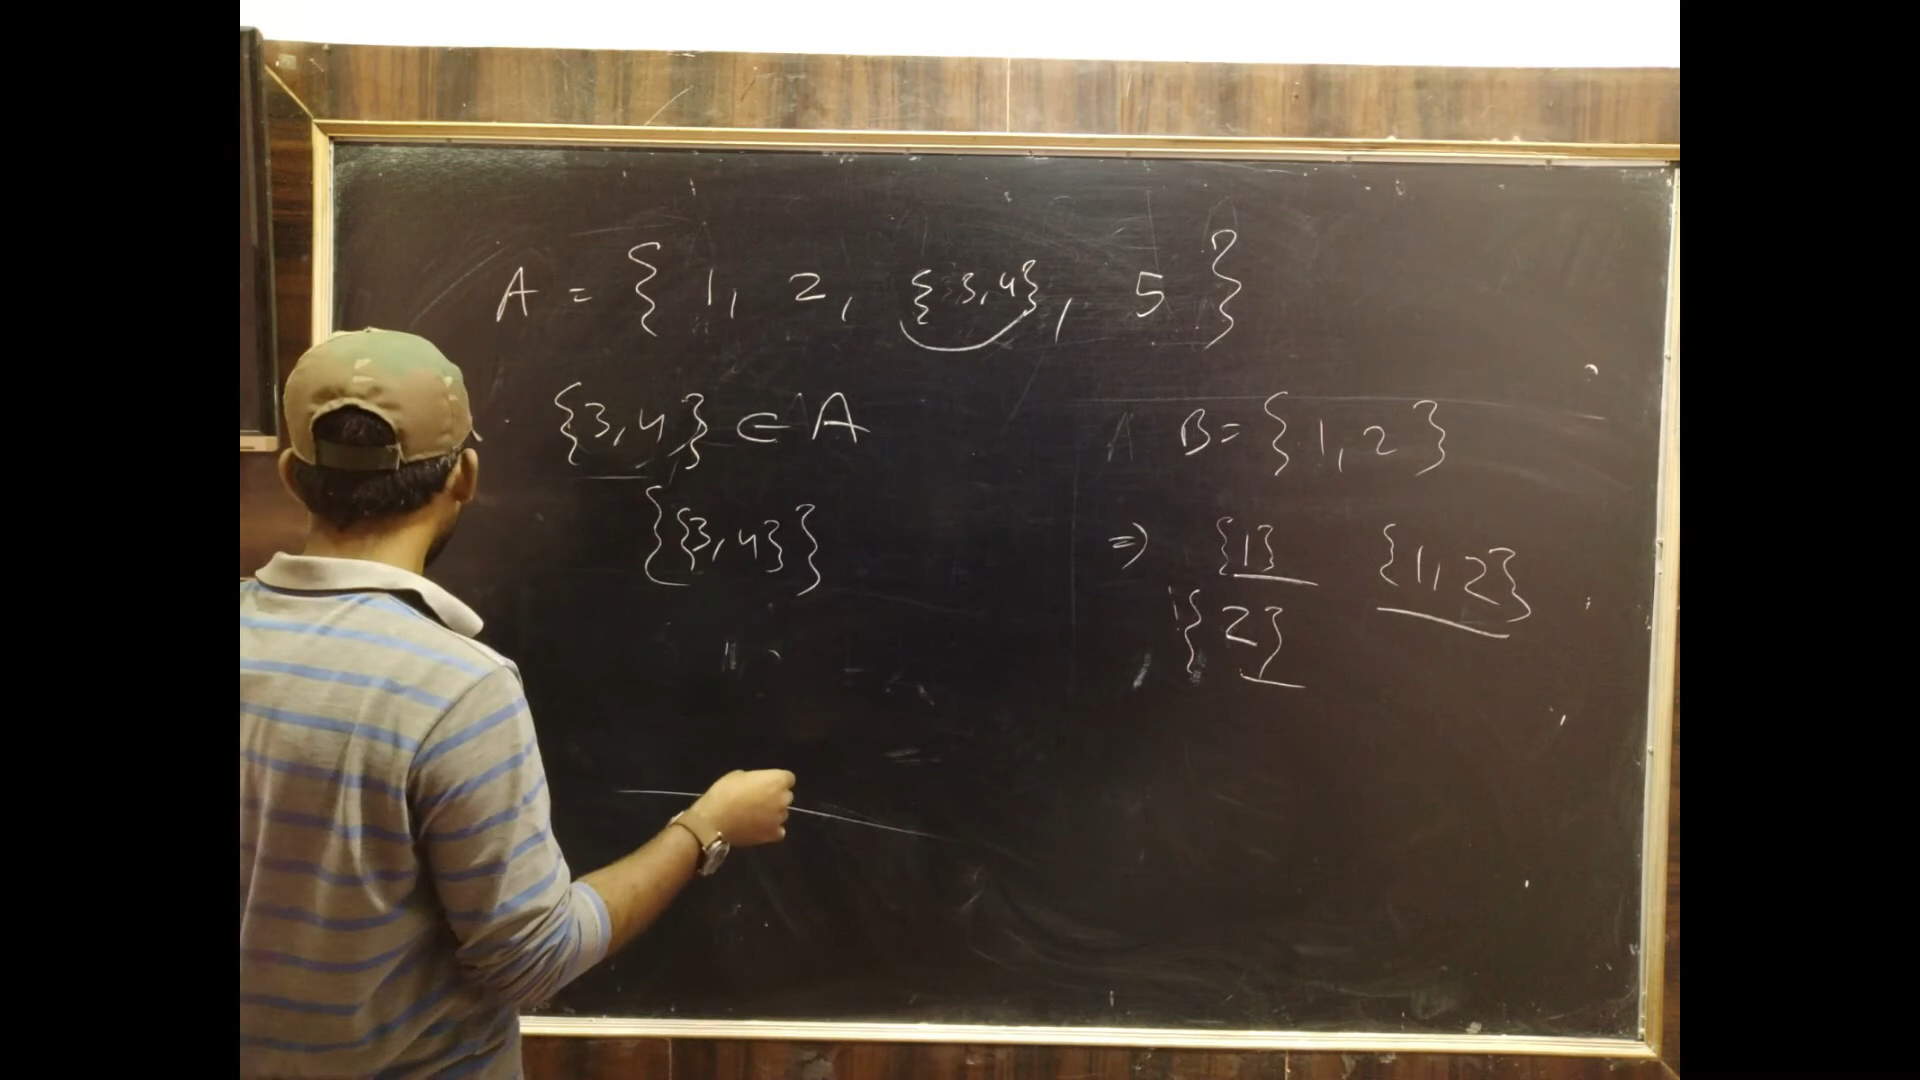 A = { 1, 2, {3,4}, 5 }
{3,4} ⊂ A
{{3,4}}
A B = {1,2}
⇒ {1} {1,2}
{2}